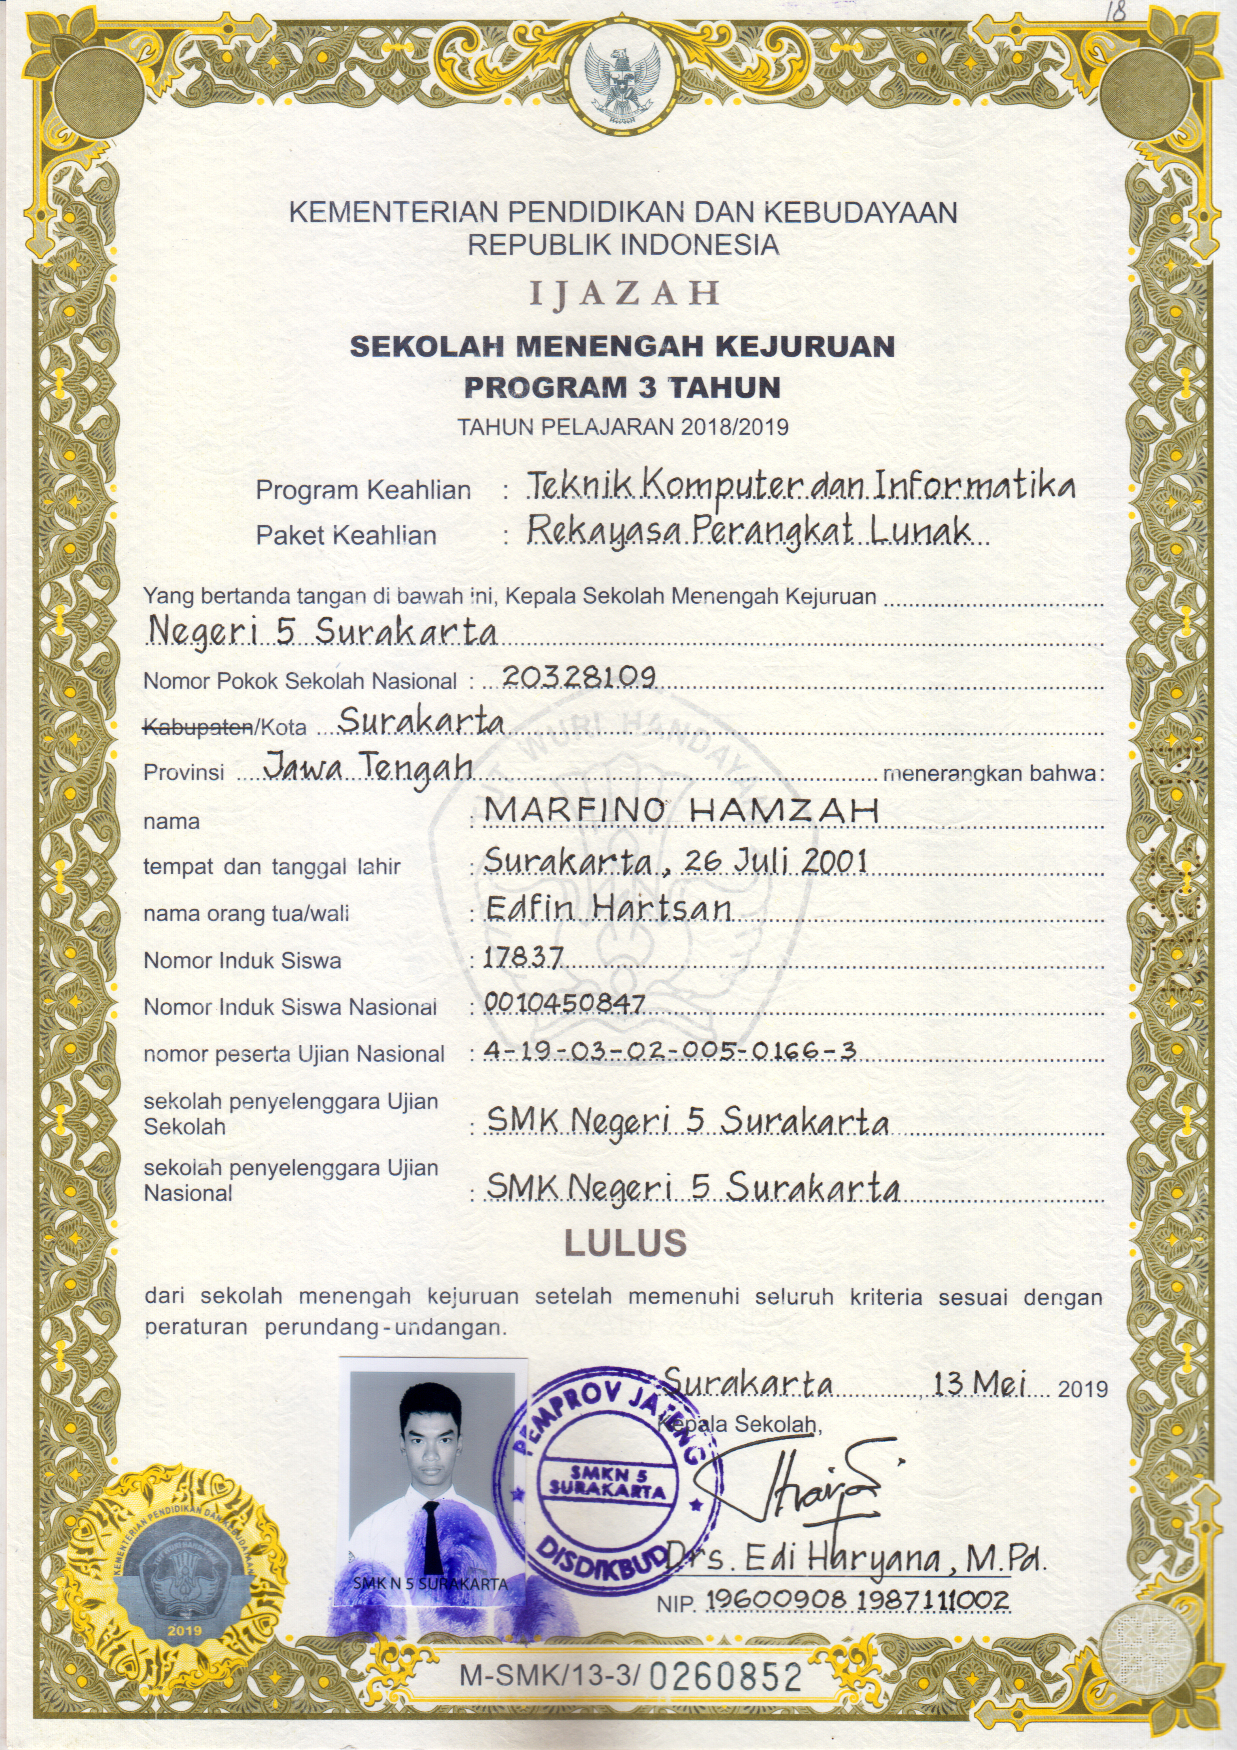 18
KEMENTERIAN PENDIDIKAN DAN KEBUDAYAAN
REPUBLIK INDONESIA
IJAZAH
SEKOLAH MENENGAH KEJURUAN
PROGRAM 3 TAHUN
TAHUN PELAJARAN 2018/2019
Program Keahlian : Teknik Komputer dan Informatika
Paket Keahlian : Rekayasa Perangkat Lunak
Yang bertanda tangan di bawah ini, Kepala Sekolah Menengah Kejuruan
Negeri 5 Surakarta
Nomor Pokok Sekolah Nasional : 20328109
Kabupaten/Kota Surakarta
Provinsi Jawa Tengah menerangkan bahwa:
nama : MARFINO HAMZAH
tempat dan tanggal lahir : Surakarta, 26 Juli 2001
nama orang tua/wali : Edfin Hartsan
Nomor Induk Siswa : 17837
Nomor Induk Siswa Nasional : 0010450847
nomor peserta Ujian Nasional : 4-19-03-02-005-0166-3
sekolah penyelenggara Ujian
Sekolah : SMK Negeri 5 Surakarta
sekolah penyelenggara Ujian
Nasional : SMK Negeri 5 Surakarta
LULUS
dari sekolah menengah kejuruan setelah memenuhi seluruh kriteria sesuai dengan
peraturan perundang-undangan.
Surakarta, 13 Mei 2019
Kepala Sekolah,
PEMPROV JATENG
SMKN 5
SURAKARTA
DISDIKBUD
Drs. Edi Haryana, M.Pd.
NIP. 19600908 1987111002
SMK N 5 SURAKARTA
KEMENTERIAN PENDIDIKAN DAN KEBUDAYAAN
TUT WURI HANDAYANI
2019
M-SMK/13-3/ 0260852